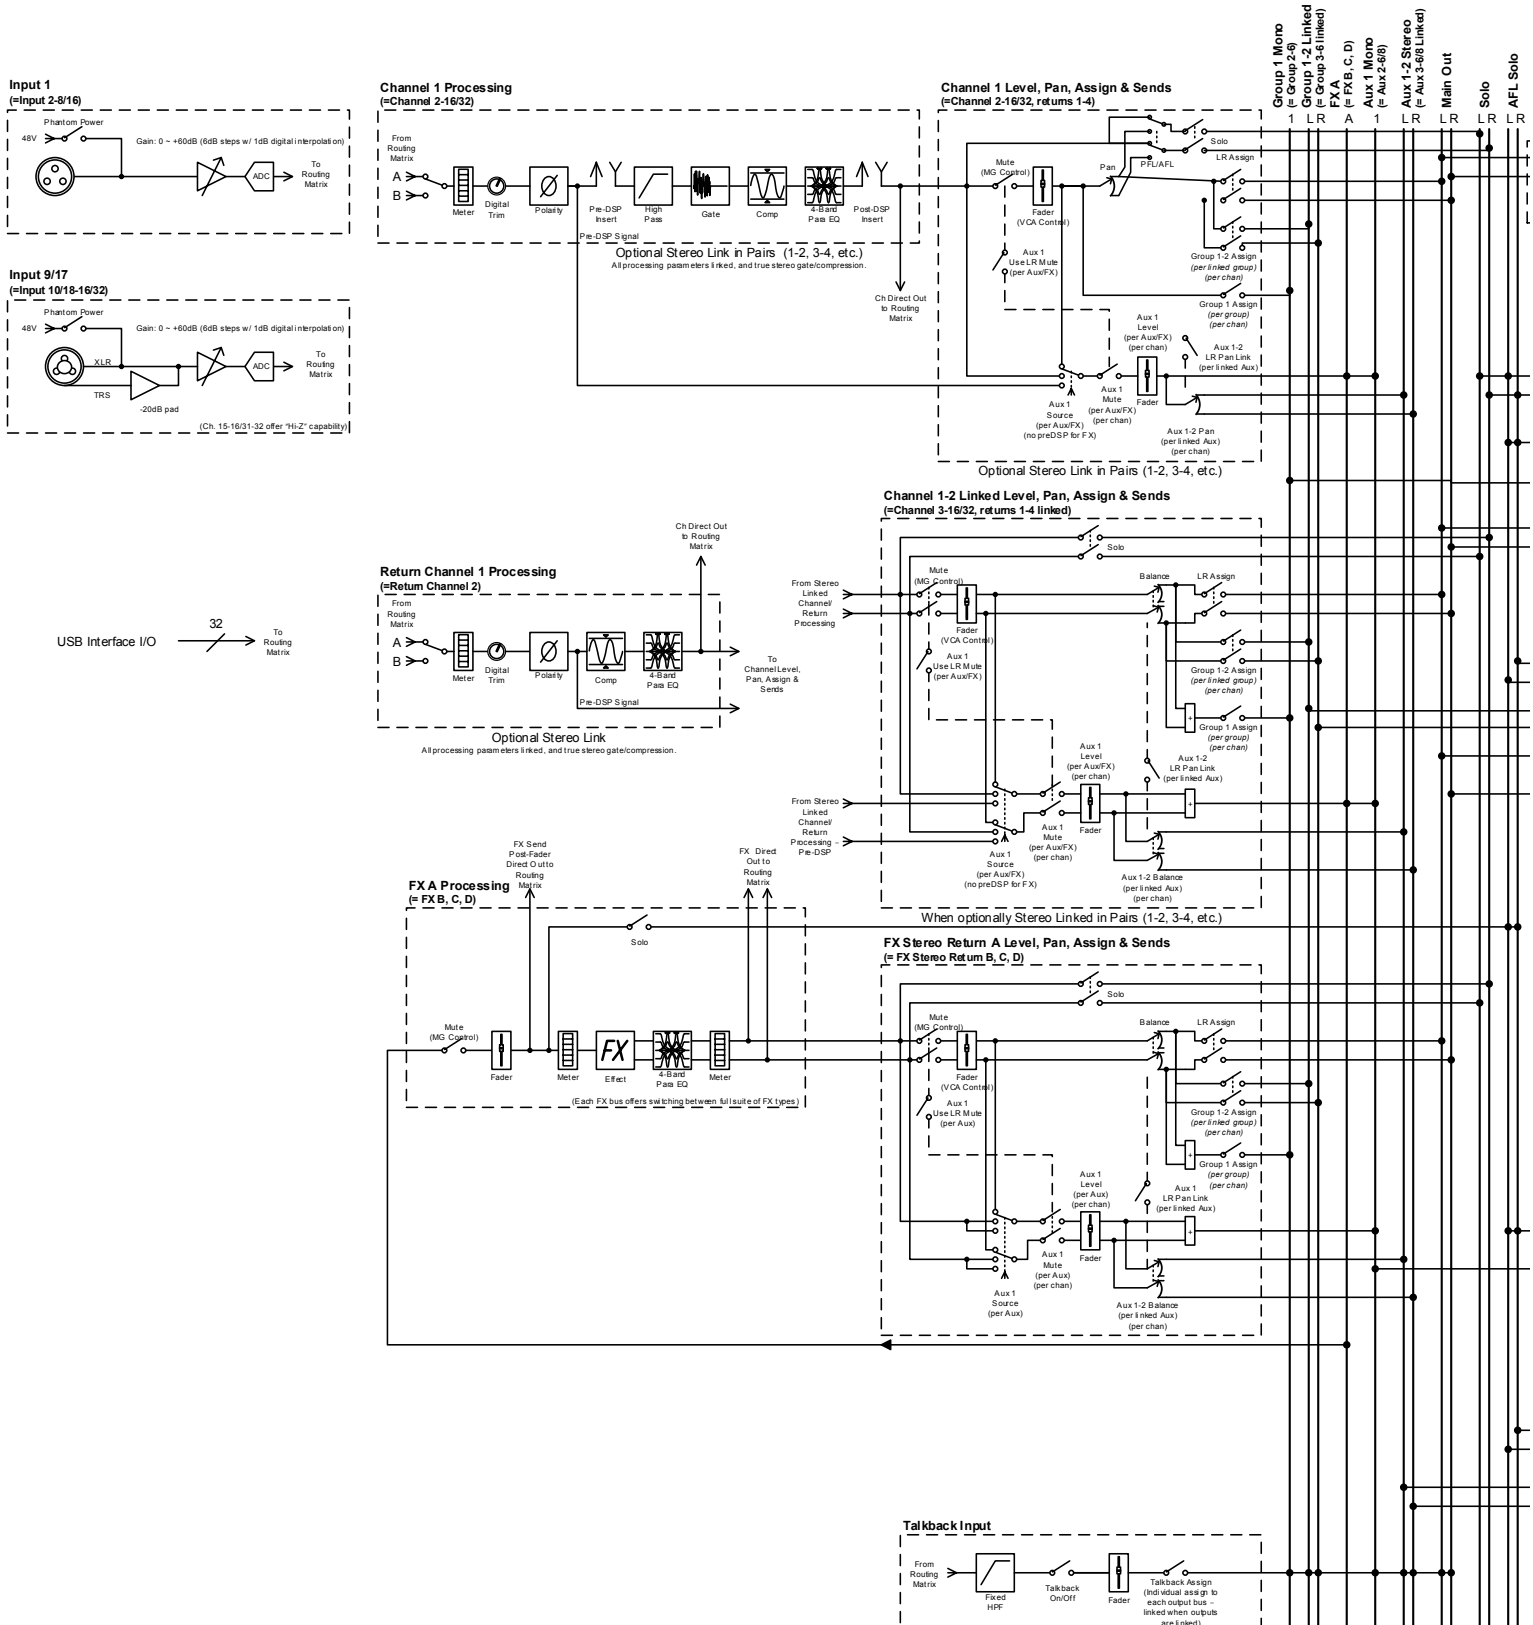 Group 1 Mono
(= Group 2-6)
Group 1-2 Linked
(= Group 3-6 linked)
FX A
(= FX B, C, D)
Aux 1 Mono
(= Aux 2-6/8)
Aux 1-2 Stereo
(= Aux 3-6/8 Linked)
Main Out
Solo
AFL Solo
1 L R A 1 L R L R L R L R
Input 1
(=Input 2-8/16)
Phantom Power
48V
Gain: 0 ~ +60dB (6dB steps w/ 1dB digital interpolation)
ADC
To
Routing
Matrix
Input 9/17
(=Input 10/18-16/32)
Phantom Power
48V
Gain: 0 ~ +60dB (6dB steps w/ 1dB digital interpolation)
XLR
TRS
-20dB pad
ADC
To
Routing
Matrix
(Ch. 15-16/31-32 offer "Hi-Z" capability)
USB Interface I/O
32
To
Routing
Matrix
Channel 1 Processing
(=Channel 2-16/32)
From
Routing
Matrix
A
B
Meter
Digital
Trim
Polarity
Pre-DSP
Insert
High
Pass
Gate
Comp
4-Band
Para EQ
Post-DSP
Insert
Pre-DSP Signal
Optional Stereo Link in Pairs (1-2, 3-4, etc.)
All processing parameters linked, and true stereo gate/compression.
Ch Direct Out
to Routing
Matrix
Channel 1 Level, Pan, Assign & Sends
(=Channel 2-16/32, returns 1-4)
Mute
(MG Control)
Fader
(VCA Control)
Pan
PFL/AFL
Solo
LR Assign
Aux 1
Use LR Mute
(per Aux/FX)
Group 1-2 Assign
(per linked group)
(per chan)
Group 1 Assign
(per group)
(per chan)
Aux 1
Level
(per Aux/FX)
(per chan)
Aux 1-2
LR Pan Link
(per linked Aux)
Aux 1
Source
(per Aux/FX)
(no preDSP for FX)
Aux 1
Mute
(per Aux/FX)
(per chan)
Fader
Aux 1-2 Pan
(per linked Aux)
(per chan)
Optional Stereo Link in Pairs (1-2, 3-4, etc.)
Return Channel 1 Processing
(=Return Channel 2)
From
Routing
Matrix
A
B
Meter
Digital
Trim
Polarity
Comp
4-Band
Para EQ
Pre-DSP Signal
Ch Direct Out
to Routing
Matrix
To
Channel Level,
Pan, Assign &
Sends
Optional Stereo Link
All processing parameters linked, and true stereo gate/compression.
Channel 1-2 Linked Level, Pan, Assign & Sends
(=Channel 3-16/32, returns 1-4 linked)
From Stereo
Linked
Channel/
Return
Processing
Mute
(MG Control)
Fader
(VCA Control)
Solo
Balance
LR Assign
Aux 1
Use LR Mute
(per Aux/FX)
Group 1-2 Assign
(per linked group)
(per chan)
+
Group 1 Assign
(per group)
(per chan)
Aux 1
Level
(per Aux/FX)
(per chan)
Aux 1-2
LR Pan Link
(per linked Aux)
From Stereo
Linked
Channel/
Return
Processing –
Pre-DSP
Aux 1
Source
(per Aux/FX)
(no preDSP for FX)
Aux 1
Mute
(per Aux/FX)
(per chan)
Fader
+
Aux 1-2 Balance
(per linked Aux)
(per chan)
When optionally Stereo Linked in Pairs (1-2, 3-4, etc.)
FX A Processing
(= FX B, C, D)
FX Send
Post-Fader
Direct Out to
Routing
Matrix
FX Direct
Out to
Routing
Matrix
Solo
Mute
(MG Control)
Fader
Meter
FX
Effect
4-Band
Para EQ
Meter
(Each FX bus offers switching between full suite of FX types)
FX Stereo Return A Level, Pan, Assign & Sends
(= FX Stereo Return B, C, D)
Mute
(MG Control)
Fader
(VCA Control)
Solo
Balance
LR Assign
Aux 1
Use LR Mute
(per Aux)
Group 1-2 Assign
(per linked group)
(per chan)
+
Group 1 Assign
(per group)
(per chan)
Aux 1
Level
(per Aux)
(per chan)
Aux 1
LR Pan Link
(per linked Aux)
Aux 1
Source
(per Aux)
Aux 1
Mute
(per Aux)
(per chan)
Fader
+
Aux 1-2 Balance
(per linked Aux)
(per chan)
Talkback Input
From
Routing
Matrix
Fixed
HPF
Talkback
On/Off
Fader
Talkback Assign
(Individual assign to
each output bus –
linked when outputs
are linked)